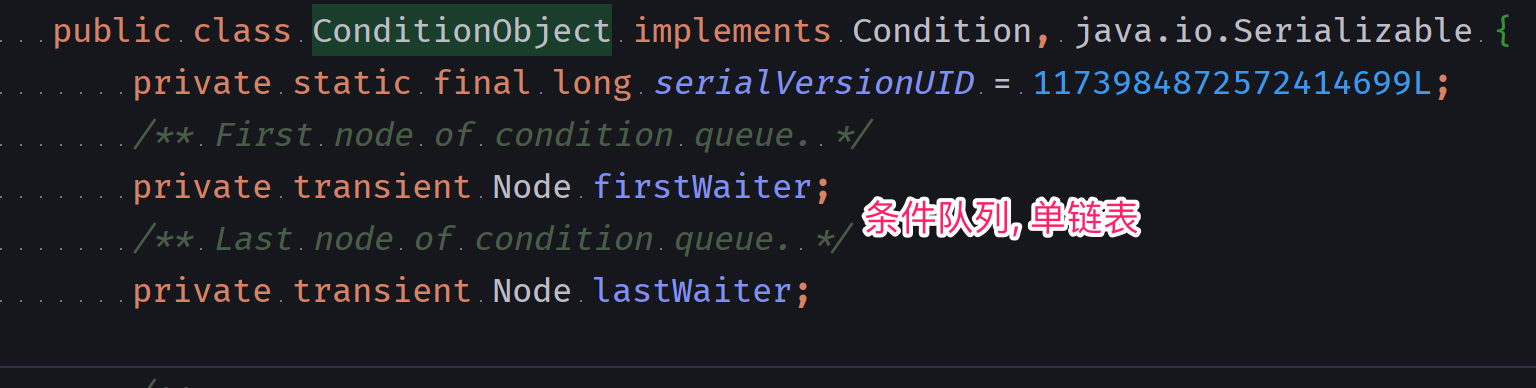 public class ConditionObject implements Condition, java.io.Serializable {
private static final long serialVersionUID = 1173984872572414699L;
/** First node of condition queue. */
private transient Node firstWaiter;
条件队列, 单链表
/** Last node of condition queue. */
private transient Node lastWaiter;